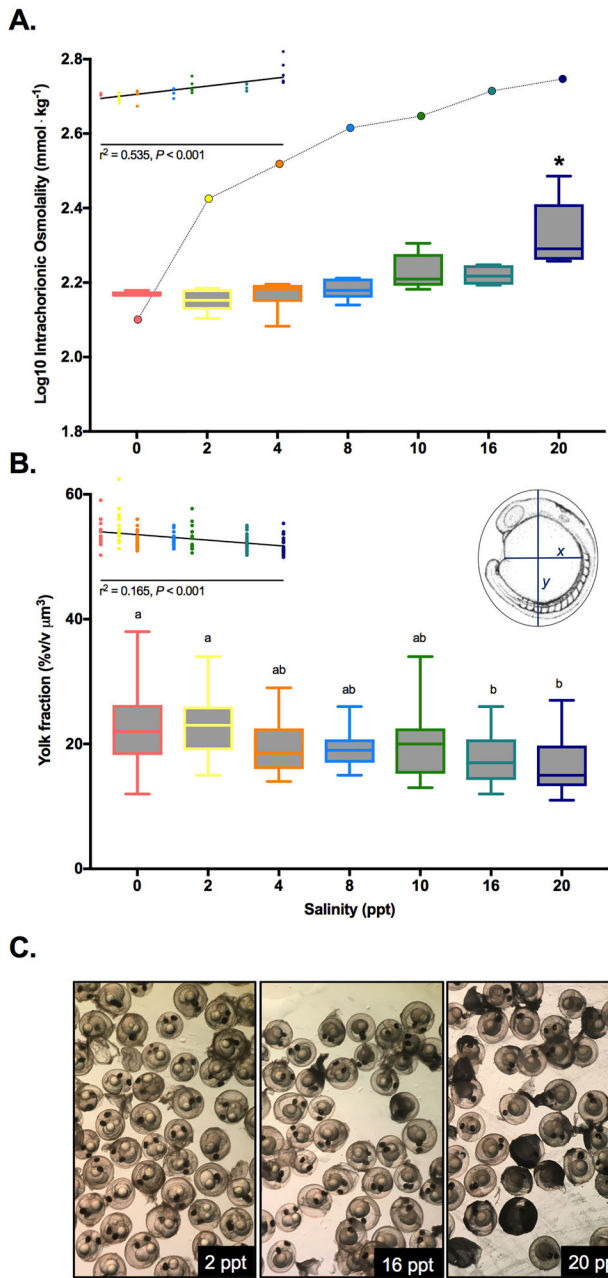 A.
Log10 Intrachorionic Osmolality (mmol · kg⁻¹)
2.8
2.6
2.4
2.2
2.0
1.8
r² = 0.535, P < 0.001
*
0 2 4 8 10 16 20
B.
Yolk fraction (%v/v μm³)
60
40
20
0
r² = 0.165, P < 0.001
x
y
a a ab ab ab b b
0 2 4 8 10 16 20
Salinity (ppt)
C.
2 ppt 16 ppt 20 pp